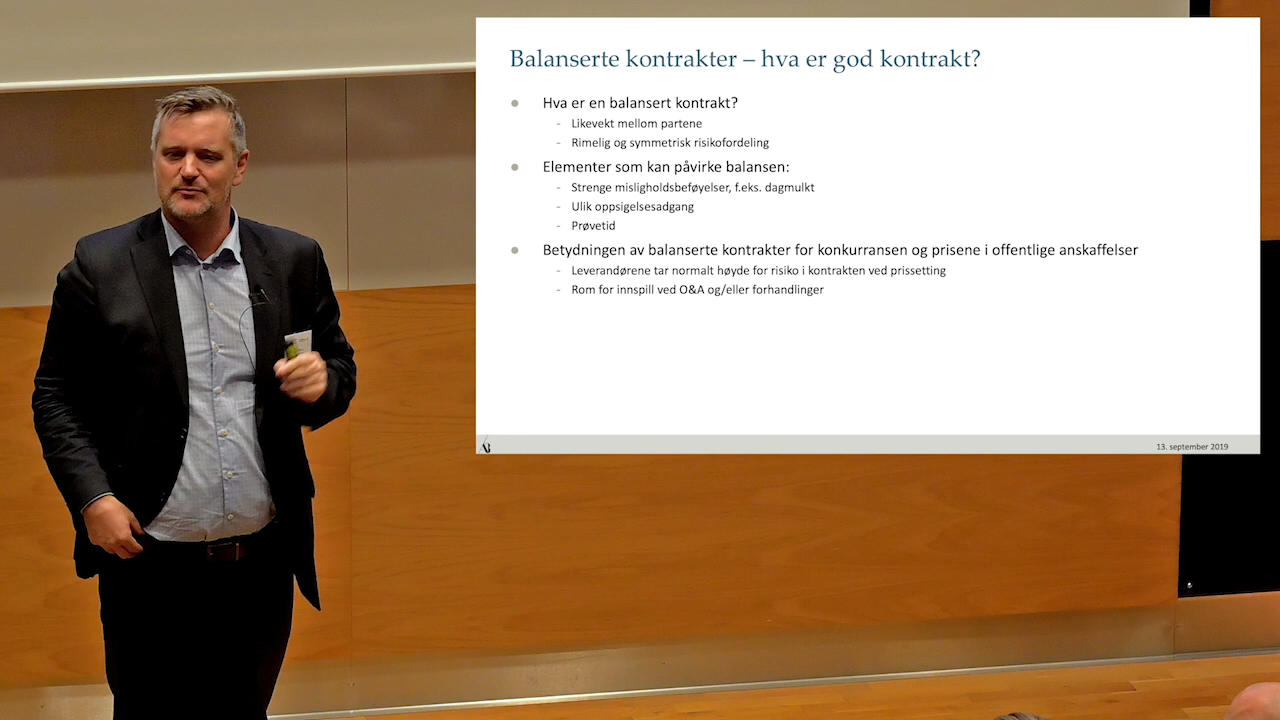 Balanserte kontrakter – hva er god kontrakt?
Hva er en balansert kontrakt?
- Likevekt mellom partene
- Rimelig og symmetrisk risikofordeling
Elementer som kan påvirke balansen:
- Strenge misligholdsbeføyelser, f.eks. dagmulkt
- Ulik oppsigelsesadgang
- Prøvetid
Betydningen av balanserte kontrakter for konkurransen og prisene i offentlige anskaffelser
- Leverandørene tar normalt høyde for risiko i kontrakten ved prissetting
- Rom for innspill ved O&A og/eller forhandlinger
AB
13. september 2019